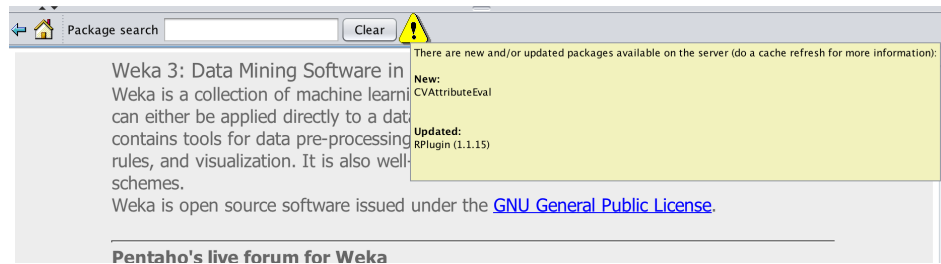 Package search
Clear
There are new and/or updated packages available on the server (do a cache refresh for more information):
New:
CVAttributeEval
Updated:
RPlugin (1.1.15)
Weka 3: Data Mining Software in
Weka is a collection of machine learni
can either be applied directly to a dat
contains tools for data pre-processing
rules, and visualization. It is also well-
schemes.
Weka is open source software issued under the GNU General Public License.
Pentaho's live forum for Weka